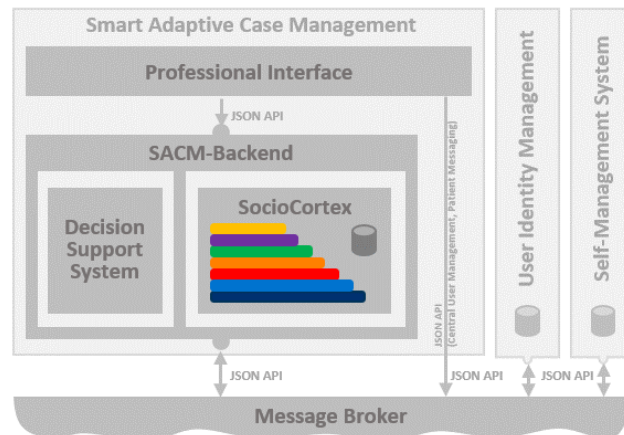 Smart Adaptive Case Management
Professional Interface
JSON API
SACM-Backend
Decision
Support
System
SocioCortex
JSON API
(Central User Management, Patient Messaging)
User Identity Management
Self-Management System
JSON API
JSON API
JSON API
Message Broker